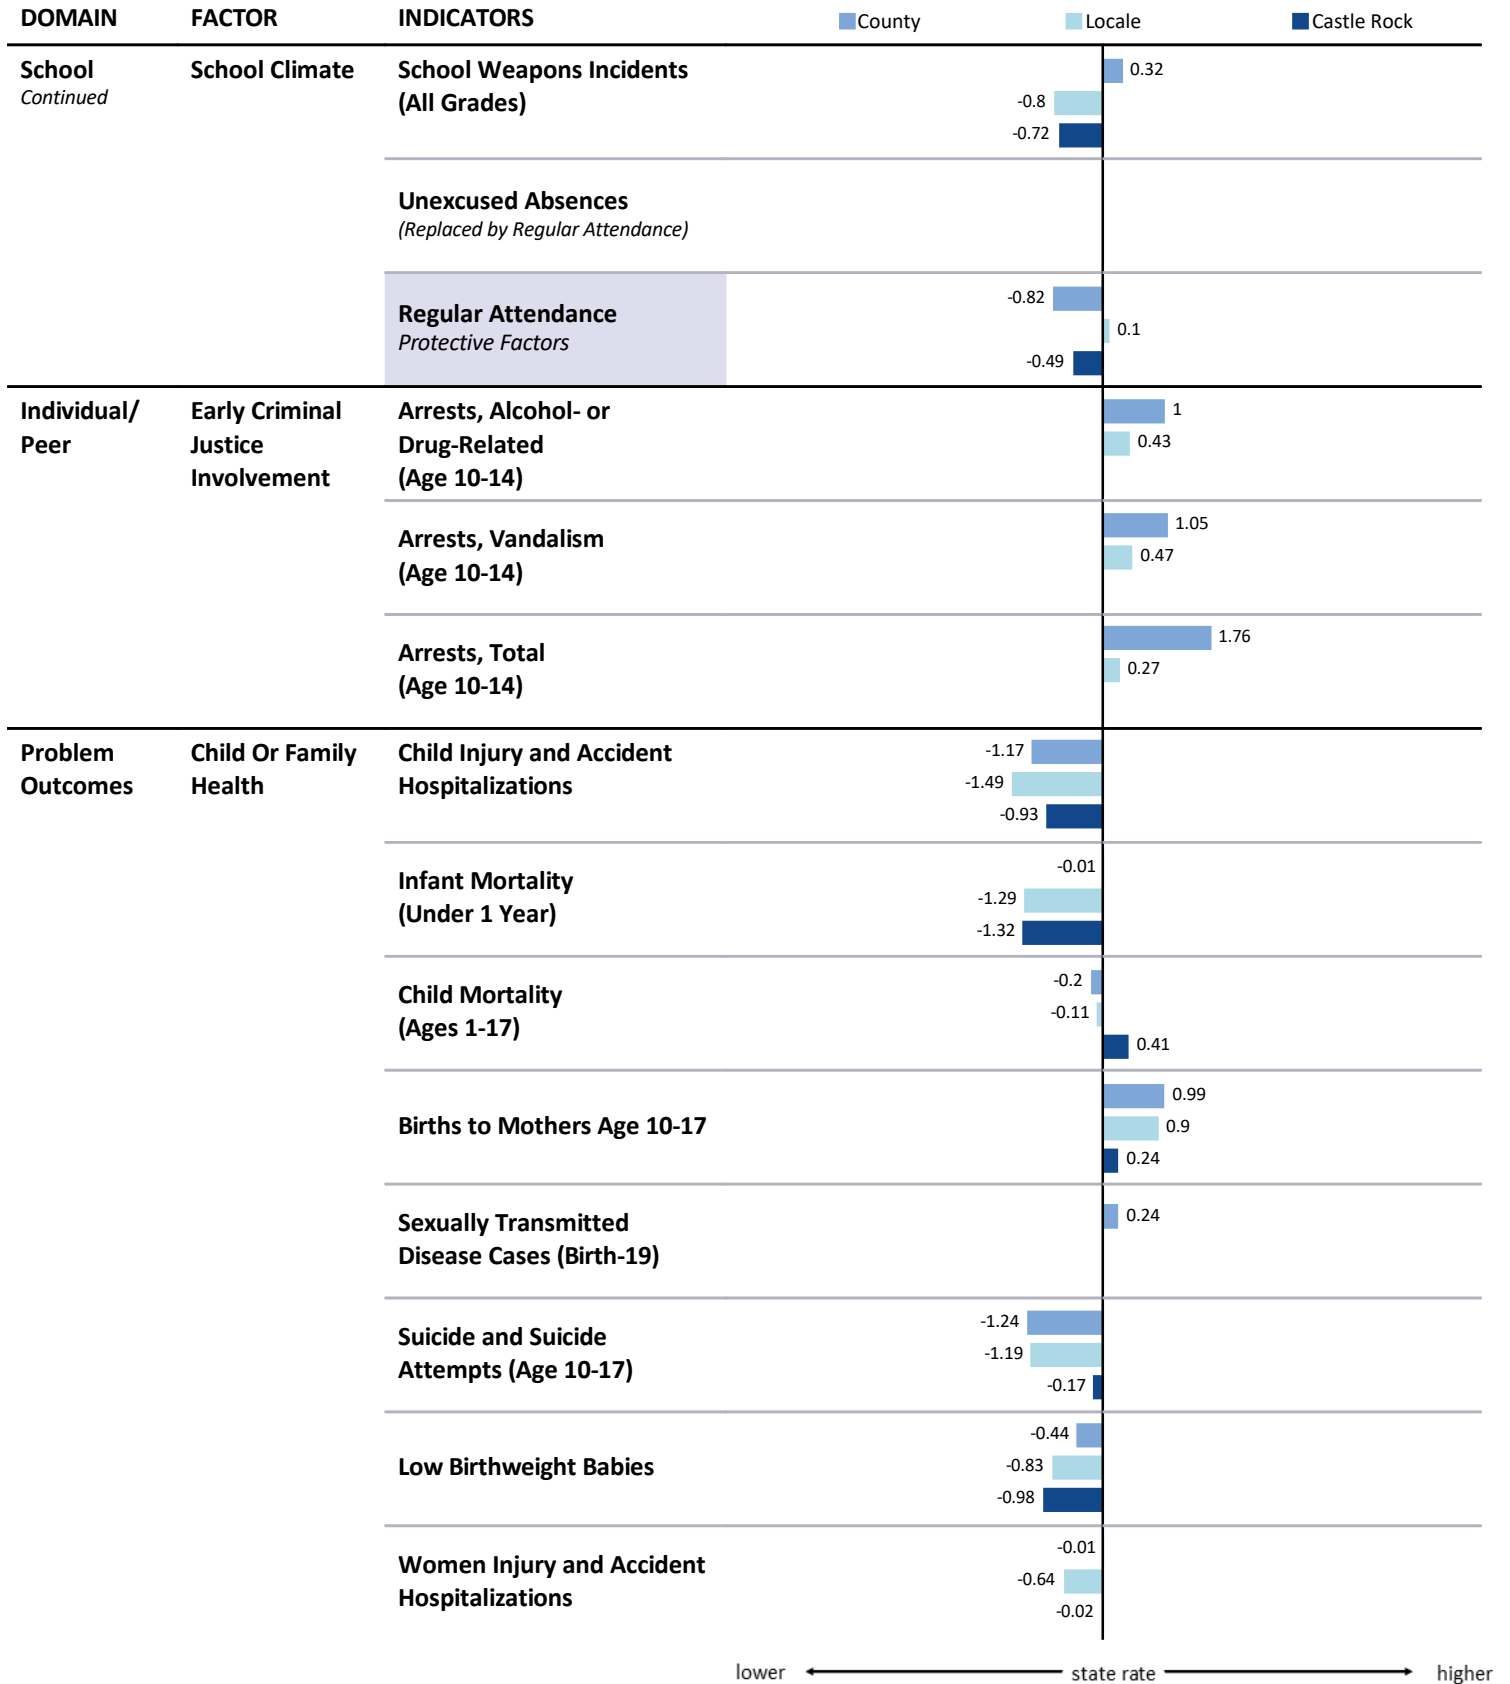 DOMAIN FACTOR INDICATORS County Locale Castle Rock
School School Climate School Weapons Incidents
Continued (All Grades)
0.32
-0.8
-0.72
Unexcused Absences
(Replaced by Regular Attendance)
Regular Attendance
Protective Factors
-0.82
0.1
-0.49
Individual/ Early Criminal Arrests, Alcohol- or
Peer Justice Drug-Related
Involvement (Age 10-14)
1
0.43
Arrests, Vandalism
(Age 10-14)
1.05
0.47
Arrests, Total
(Age 10-14)
1.76
0.27
Problem Child Or Family Child Injury and Accident
Outcomes Health Hospitalizations
-1.17
-1.49
-0.93
Infant Mortality
(Under 1 Year)
-0.01
-1.29
-1.32
Child Mortality
(Ages 1-17)
-0.2
-0.11
0.41
Births to Mothers Age 10-17
0.99
0.9
0.24
Sexually Transmitted
Disease Cases (Birth-19)
0.24
Suicide and Suicide
Attempts (Age 10-17)
-1.24
-1.19
-0.17
Low Birthweight Babies
-0.44
-0.83
-0.98
Women Injury and Accident
Hospitalizations
-0.01
-0.64
-0.02
lower state rate higher